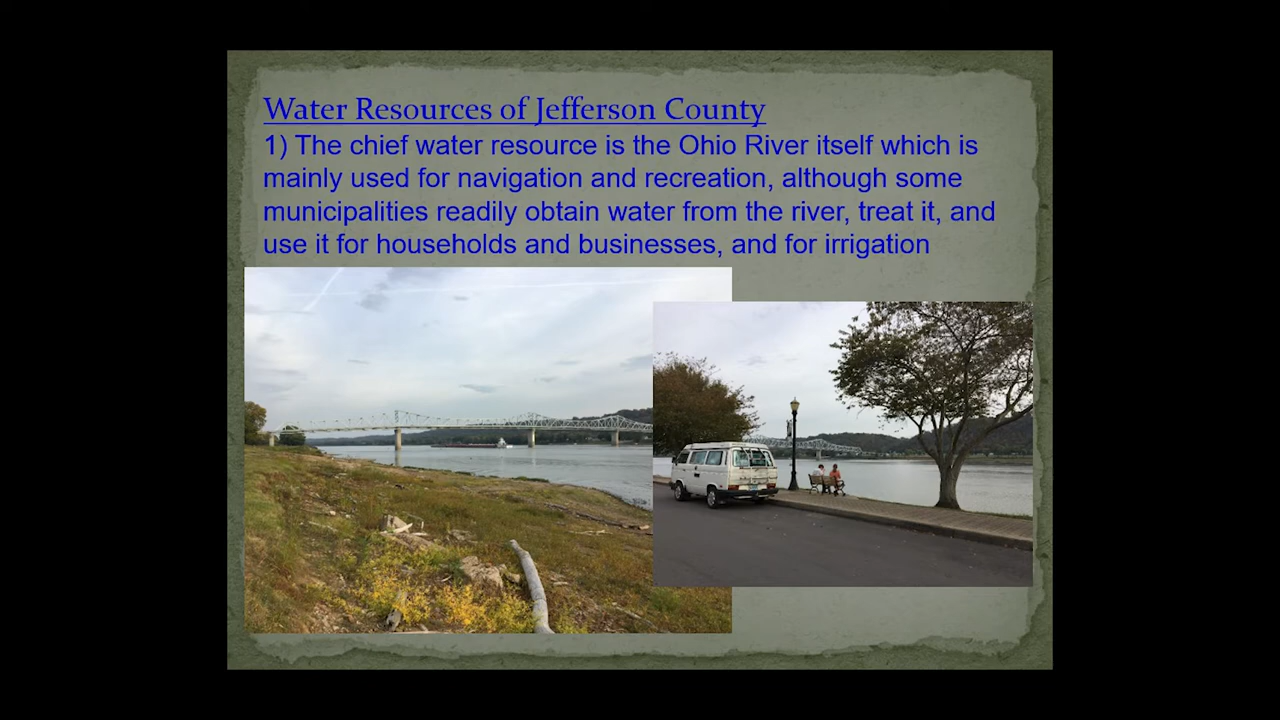 Water Resources of Jefferson County
1) The chief water resource is the Ohio River itself which is
mainly used for navigation and recreation, although some
municipalities readily obtain water from the river, treat it, and
use it for households and businesses, and for irrigation